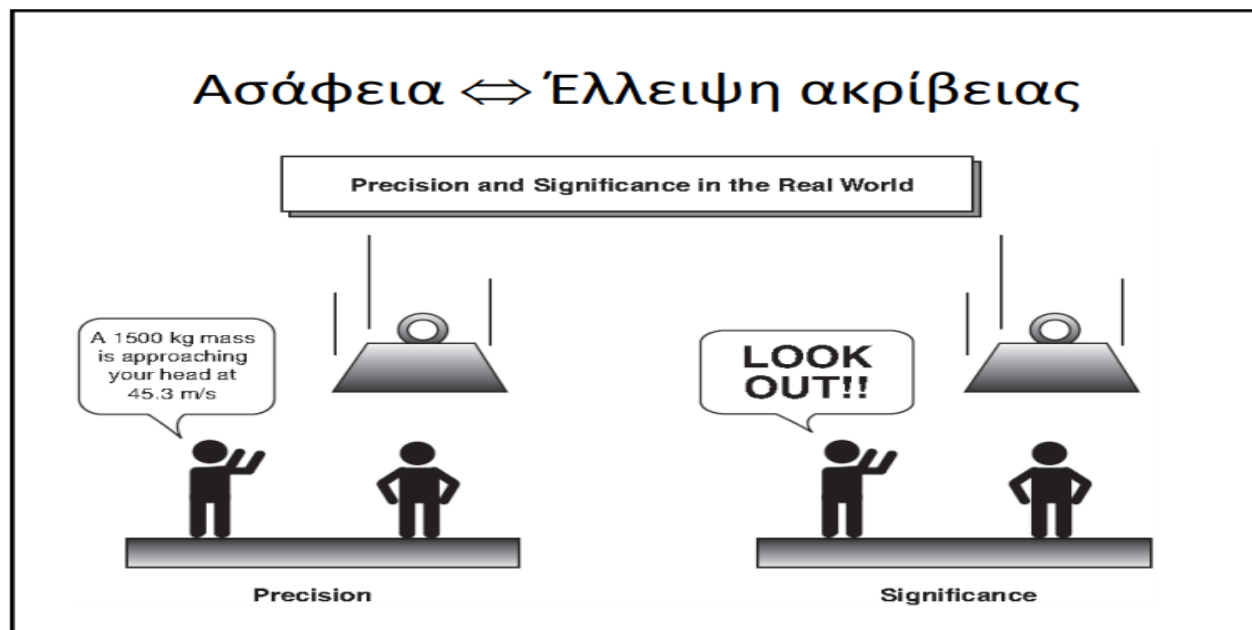 Ασάφεια ⇔ Έλλειψη ακρίβειας
Precision and Significance in the Real World
A 1500 kg mass
is approaching
your head at
45.3 m/s
LOOK
OUT!!
Precision
Significance